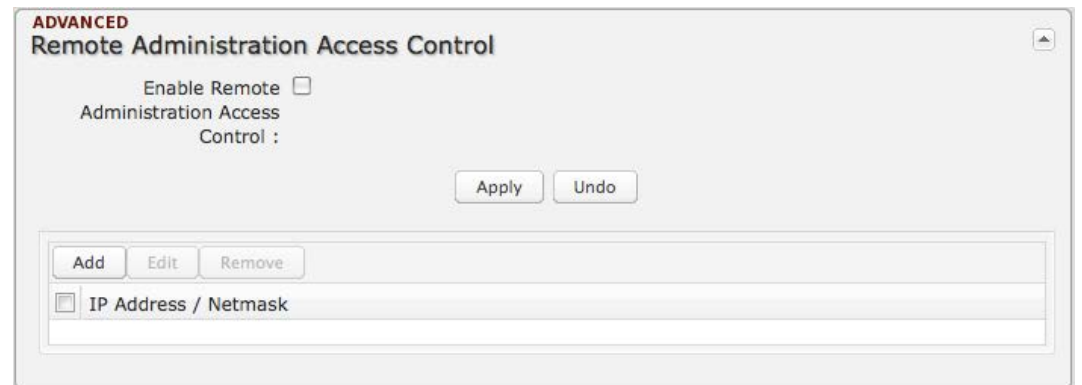 ADVANCED
Remote Administration Access Control
Enable Remote
Administration Access
Control :
Apply Undo
Add Edit Remove
IP Address / Netmask